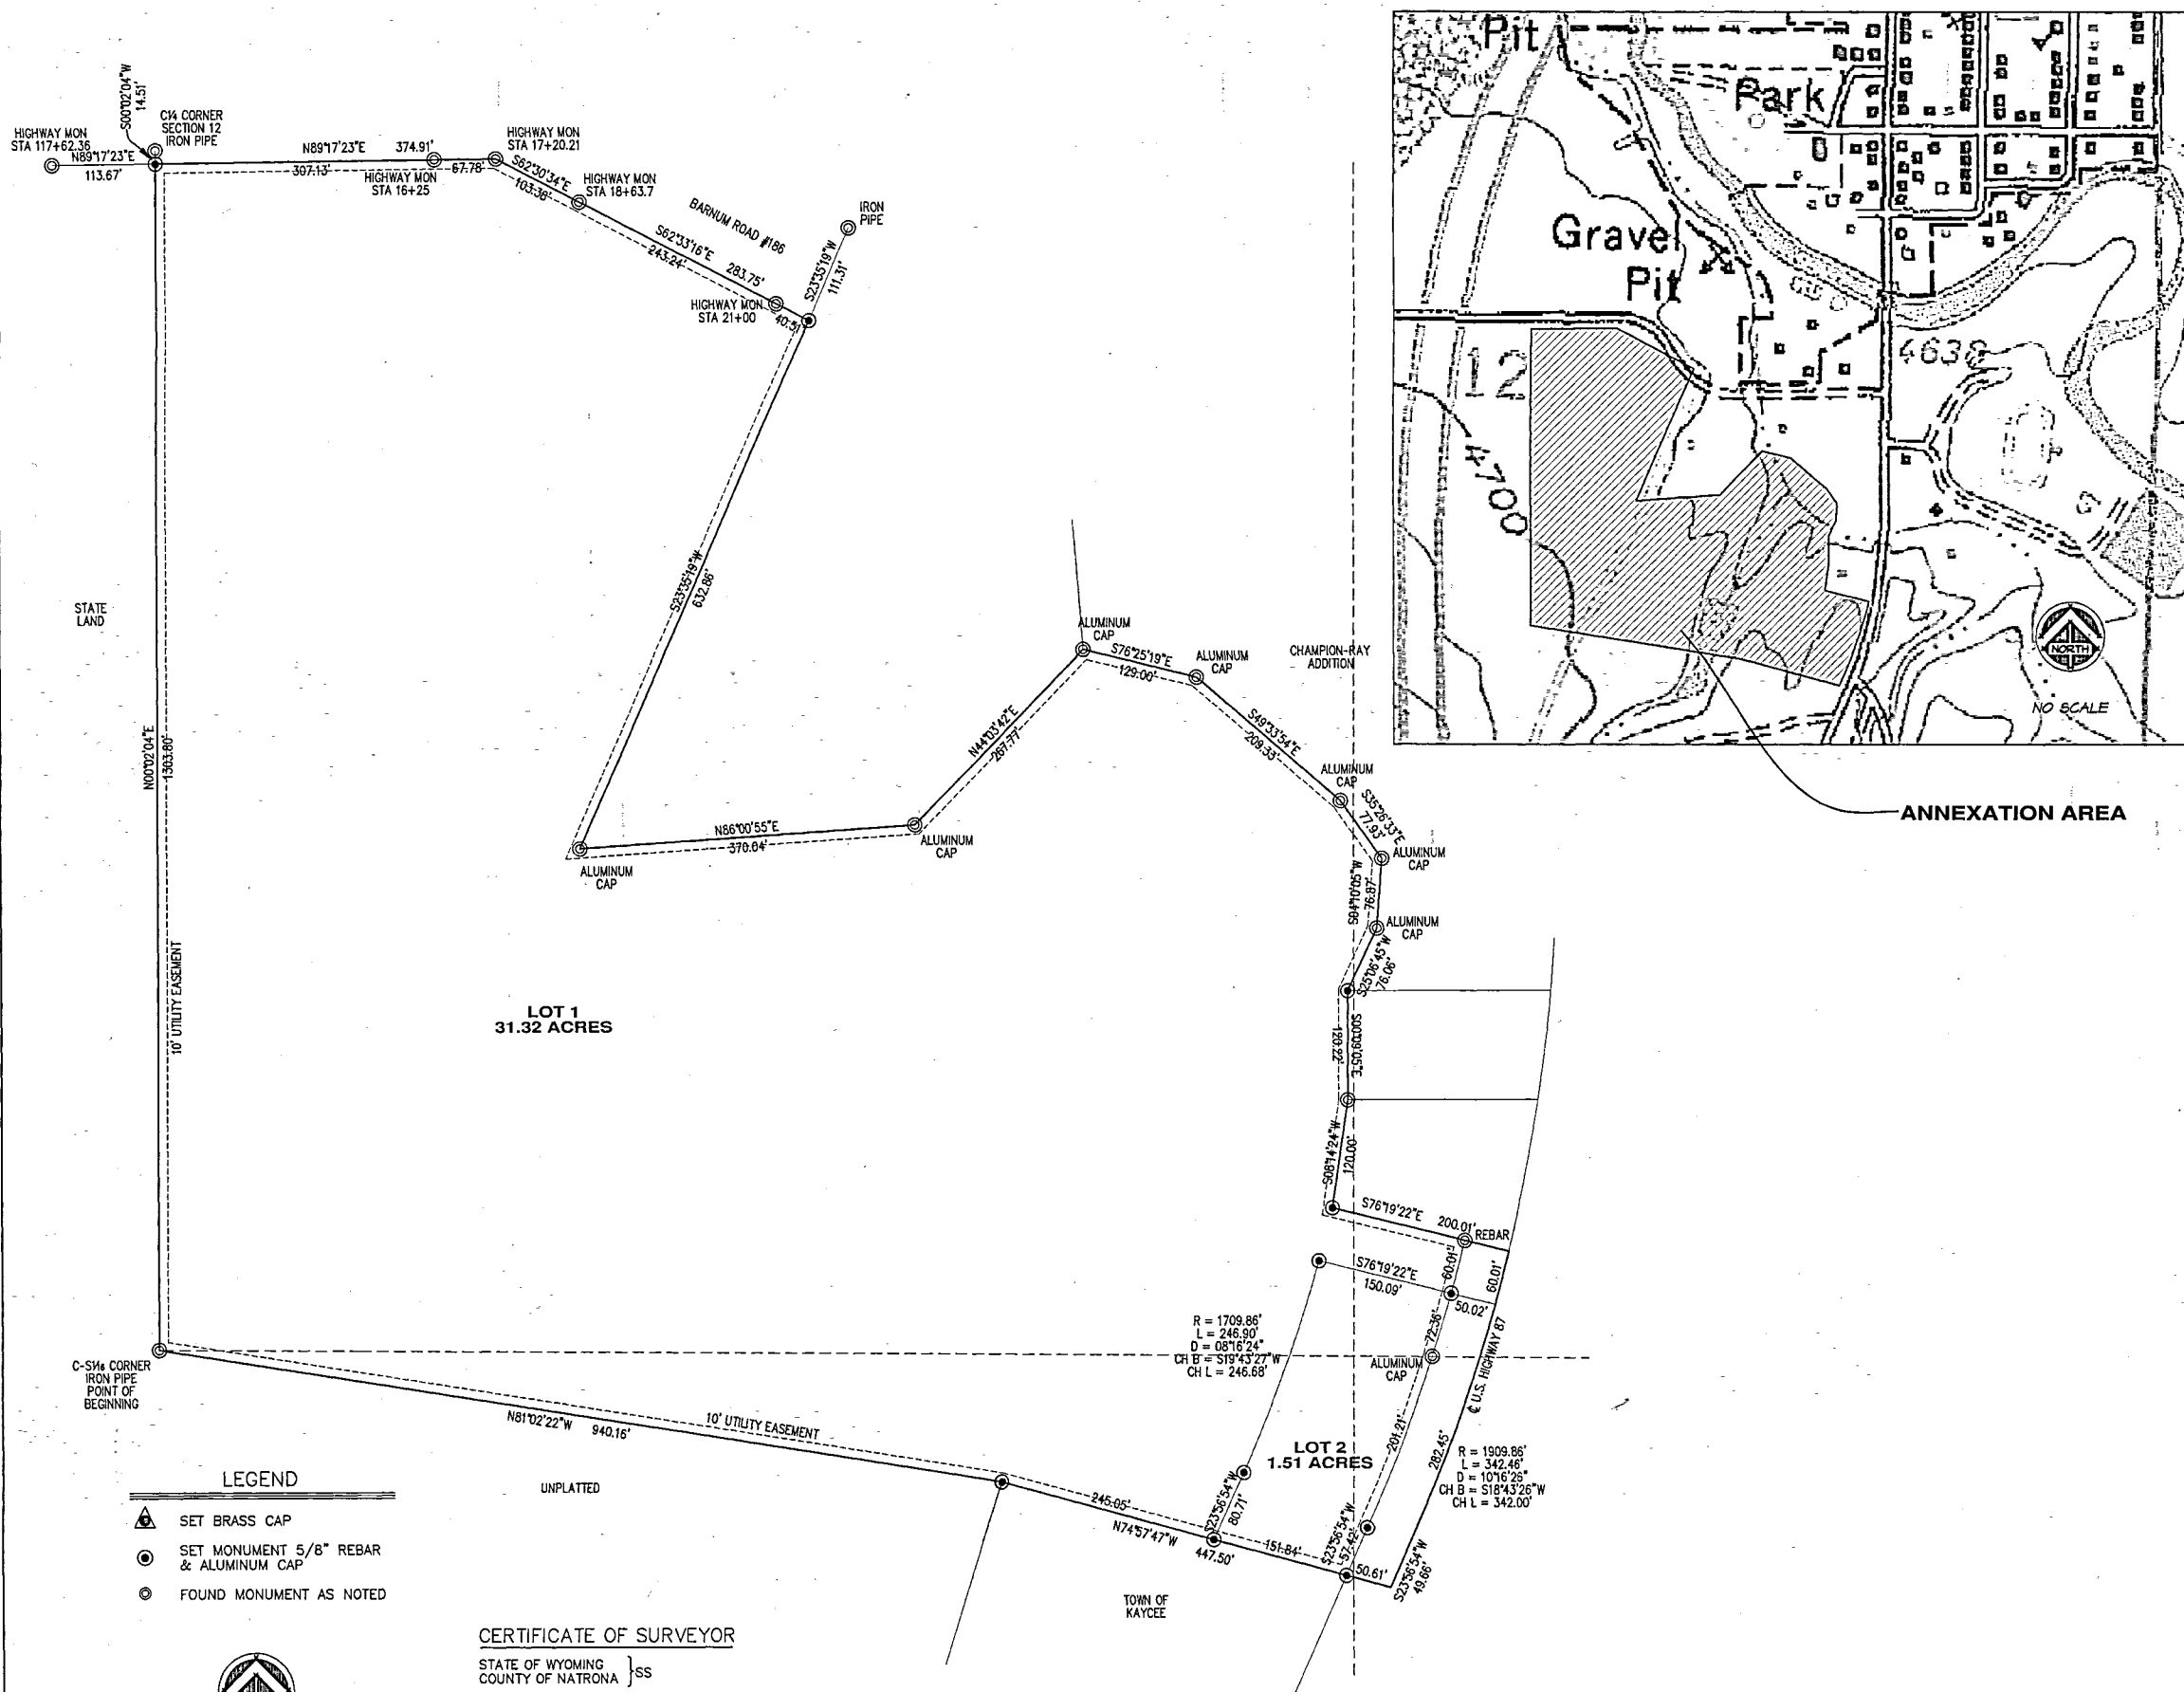 S00°02'04"W
14.51'
C¼ CORNER
SECTION 12
IRON PIPE
HIGHWAY MON
STA 117+62.36
N89°17'23"E
113.67'
N89°17'23"E 374.91'
307.13'
HIGHWAY MON
STA 16+25
67.78'
HIGHWAY MON
STA 17+20.21
S62°30'34"E
103.36'
HIGHWAY MON
STA 18+63.7
BARNUM ROAD #186
S62°33'16"E 283.75'
243.24'
HIGHWAY MON
STA 21+00
40.51'
IRON
PIPE
S23°35'19"W
111.31'
S23°35'19"W
632.86'
STATE
LAND
N00°02'04"E
1303.80'
10' UTILITY EASEMENT
ALUMINUM
CAP
N86°00'55"E
370.04'
ALUMINUM
CAP
N44°03'42"E
267.77'
ALUMINUM
CAP
S76°25'19"E
129.00'
ALUMINUM
CAP
CHAMPION-RAY
ADDITION
S49°33'54"E
209.33'
ALUMINUM
CAP
S35°26'33"E
77.93'
ALUMINUM
CAP
S04°10'05"W
76.87'
ALUMINUM
CAP
S25°06'45"W
76.06'
S00°09'05"E
120.22'
S08°14'24"W
120.00'
S76°19'22"E 200.01'
REBAR
60.01'
60.01'
S76°19'22"E
150.09'
50.02'
72.36'
ALUMINUM
CAP
℄ U.S. HIGHWAY 87
R = 1709.86'
L = 246.90'
D = 08°16'24"
CH B = S19°43'27"W
CH L = 246.68'
LOT 1
31.32 ACRES
LOT 2
1.51 ACRES
201.21'
282.45'
R = 1909.86'
L = 342.46'
D = 10°16'26"
CH B = S18°43'26"W
CH L = 342.00'
C-S1/16 CORNER
IRON PIPE
POINT OF
BEGINNING
N81°02'22"W 940.16'
10' UTILITY EASEMENT
UNPLATTED
245.05'
N74°57'47"W
447.50'
S23°56'54"W
80.71'
151.84'
S23°56'54"W
57.42'
50.61'
S23°56'54"W
49.66'
TOWN OF
KAYCEE
LEGEND
SET BRASS CAP
SET MONUMENT 5/8" REBAR
& ALUMINUM CAP
FOUND MONUMENT AS NOTED
CERTIFICATE OF SURVEYOR
STATE OF WYOMING
COUNTY OF NATRONA }SS
Pit
Park
Gravel
Pit
12
4638
4700
NORTH
NO SCALE
ANNEXATION AREA